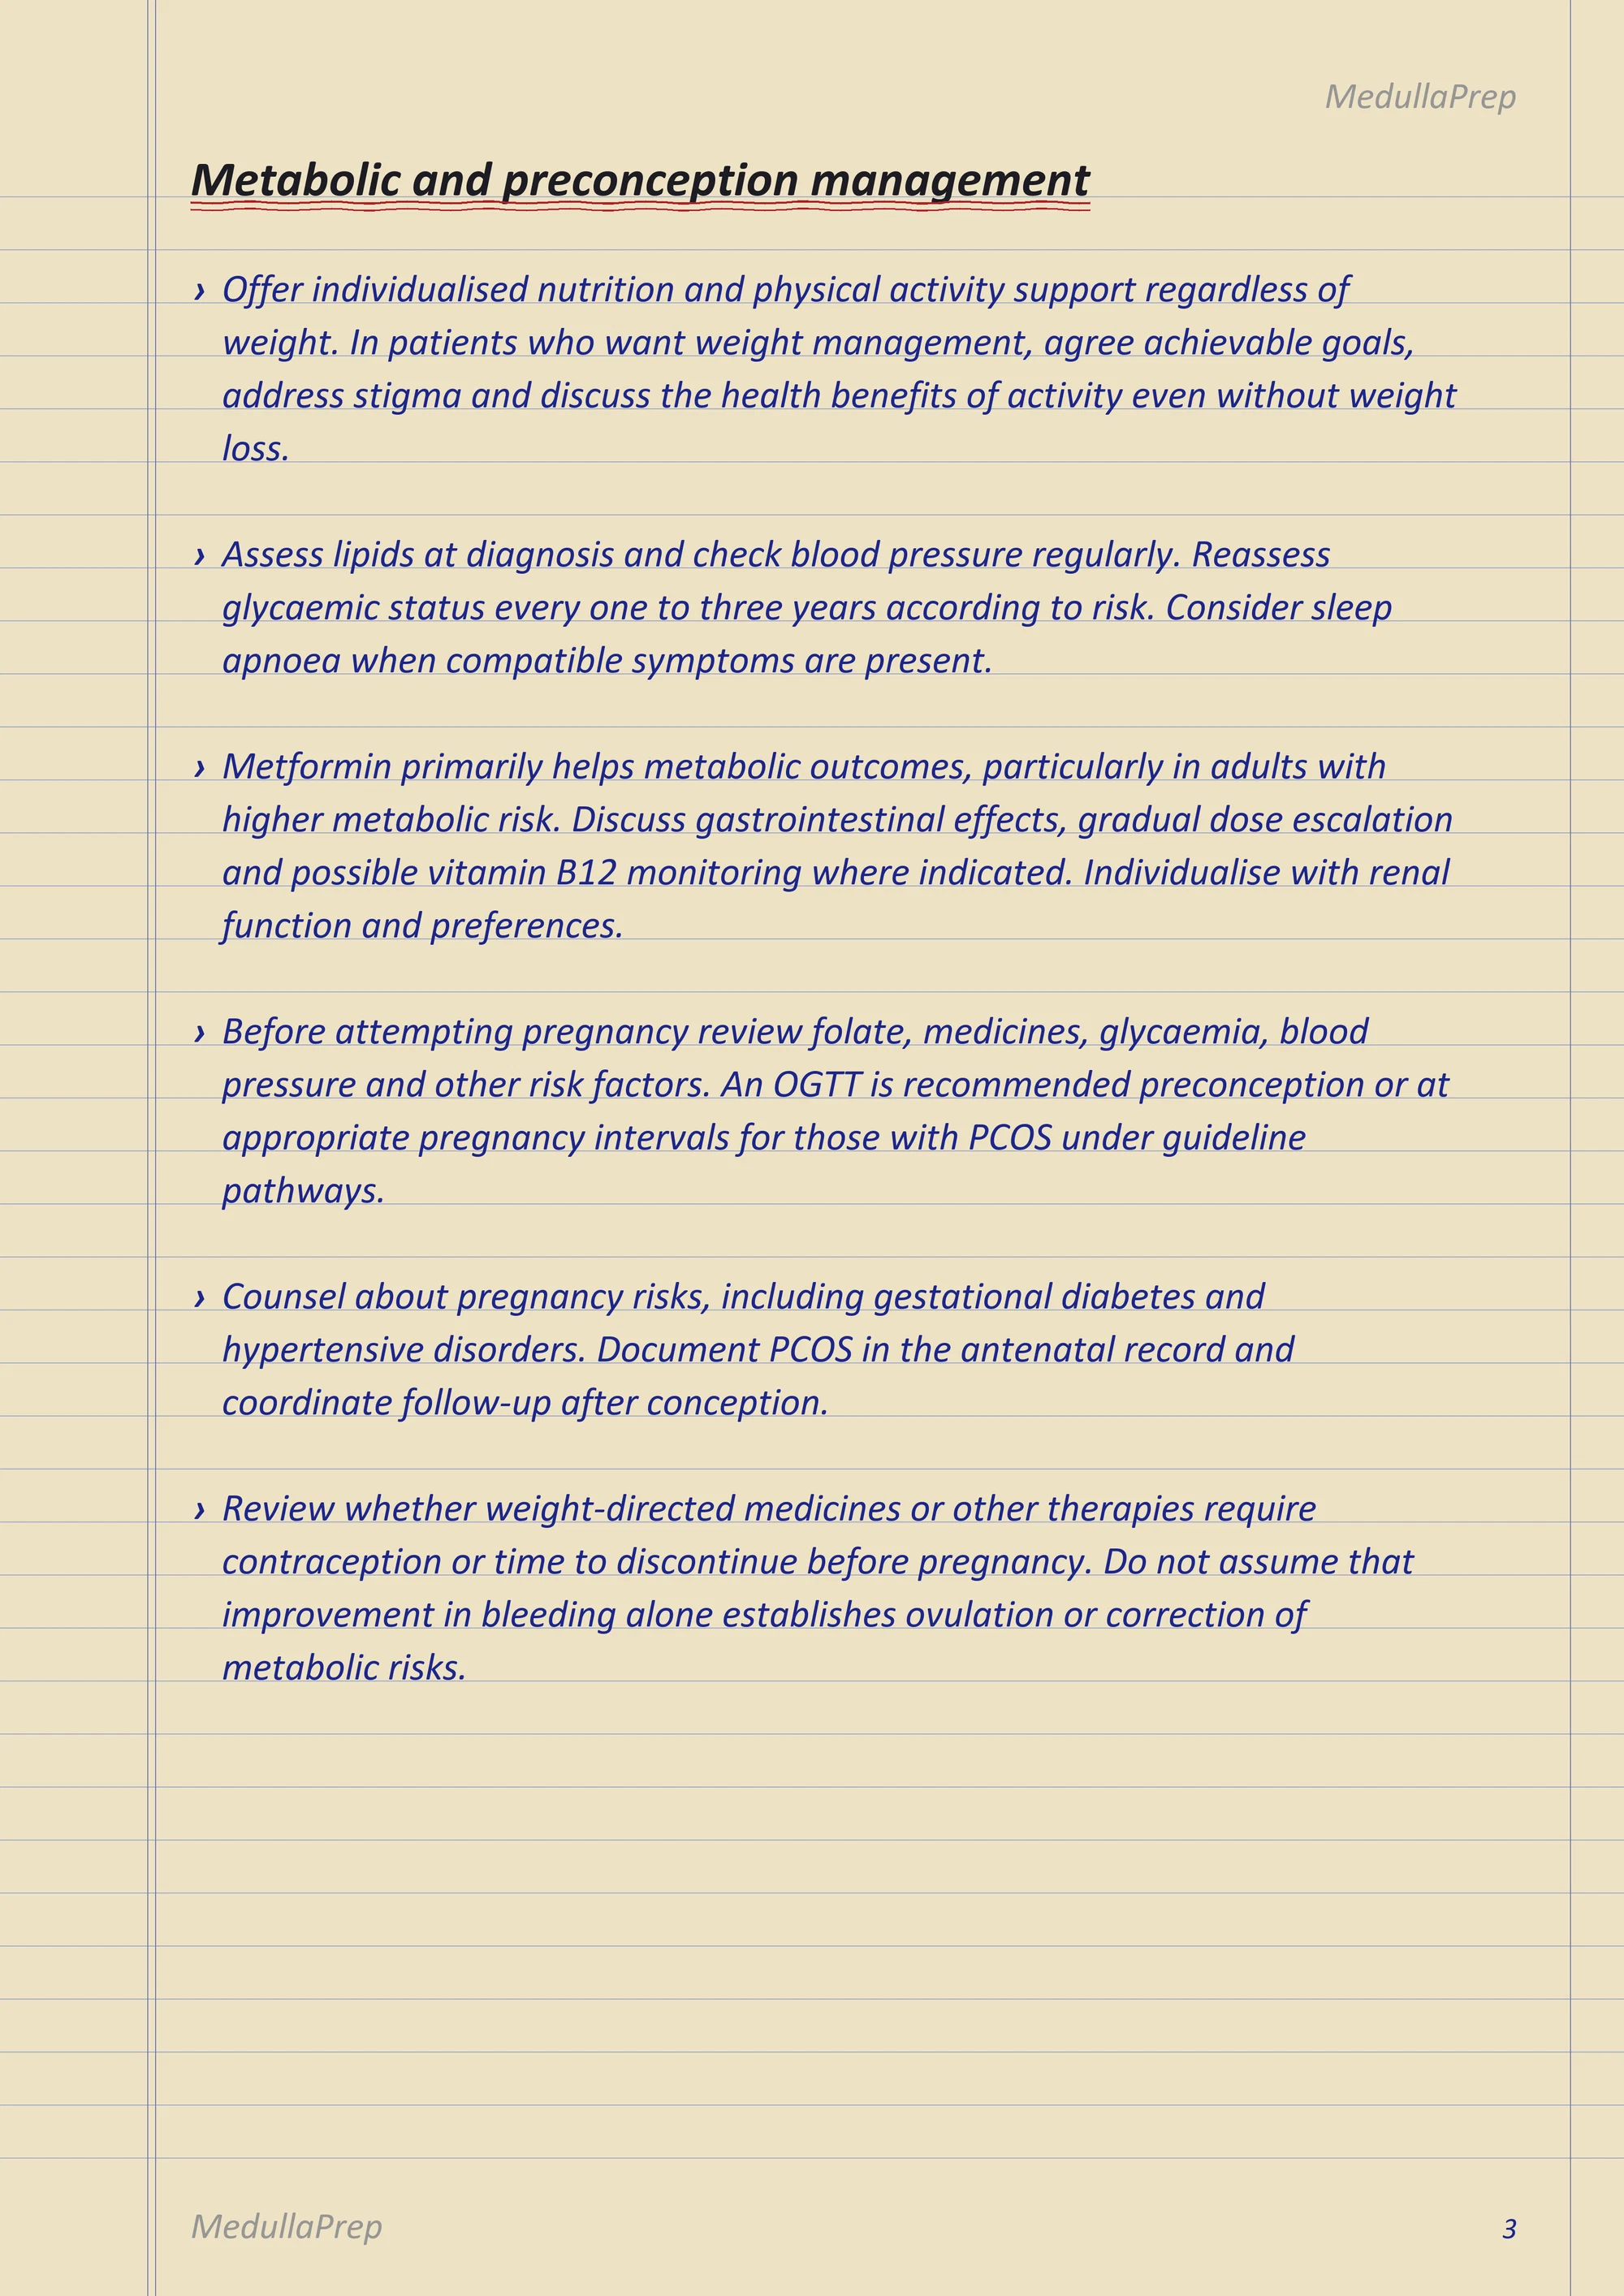 MedullaPrep
Metabolic and preconception management
› Offer individualised nutrition and physical activity support regardless of
weight. In patients who want weight management, agree achievable goals,
address stigma and discuss the health benefits of activity even without weight
loss.
› Assess lipids at diagnosis and check blood pressure regularly. Reassess
glycaemic status every one to three years according to risk. Consider sleep
apnoea when compatible symptoms are present.
› Metformin primarily helps metabolic outcomes, particularly in adults with
higher metabolic risk. Discuss gastrointestinal effects, gradual dose escalation
and possible vitamin B12 monitoring where indicated. Individualise with renal
function and preferences.
› Before attempting pregnancy review folate, medicines, glycaemia, blood
pressure and other risk factors. An OGTT is recommended preconception or at
appropriate pregnancy intervals for those with PCOS under guideline
pathways.
› Counsel about pregnancy risks, including gestational diabetes and
hypertensive disorders. Document PCOS in the antenatal record and
coordinate follow-up after conception.
› Review whether weight-directed medicines or other therapies require
contraception or time to discontinue before pregnancy. Do not assume that
improvement in bleeding alone establishes ovulation or correction of
metabolic risks.
MedullaPrep
3